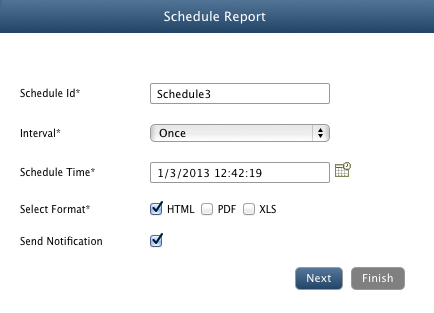 Schedule Report
Schedule Id* Schedule3
Interval* Once
Schedule Time* 1/3/2013 12:42:19
Select Format* HTML PDF XLS
Send Notification
Next Finish